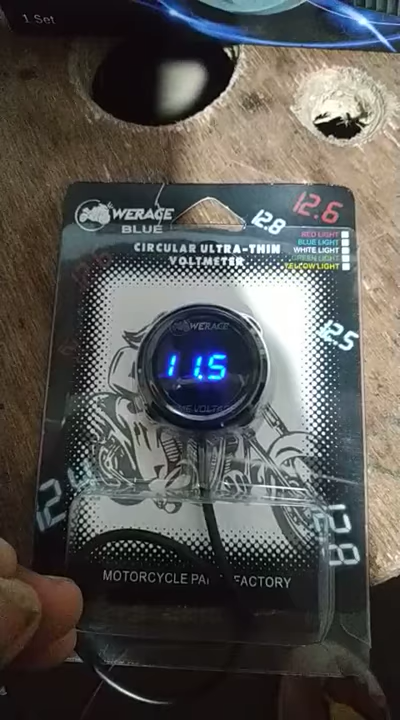 1 Set
WERAGE
BLUE
12.8
12.6
CIRCULAR ULTRA-THIN
VOLTMETER
RED LIGHT
BLUE LIGHT
WHITE LIGHT
GREEN LIGHT
YELLOW LIGHT
12.5
WERAGE
11.5
VOLTAGE
12.4
12.8
MOTORCYCLE FACTORY